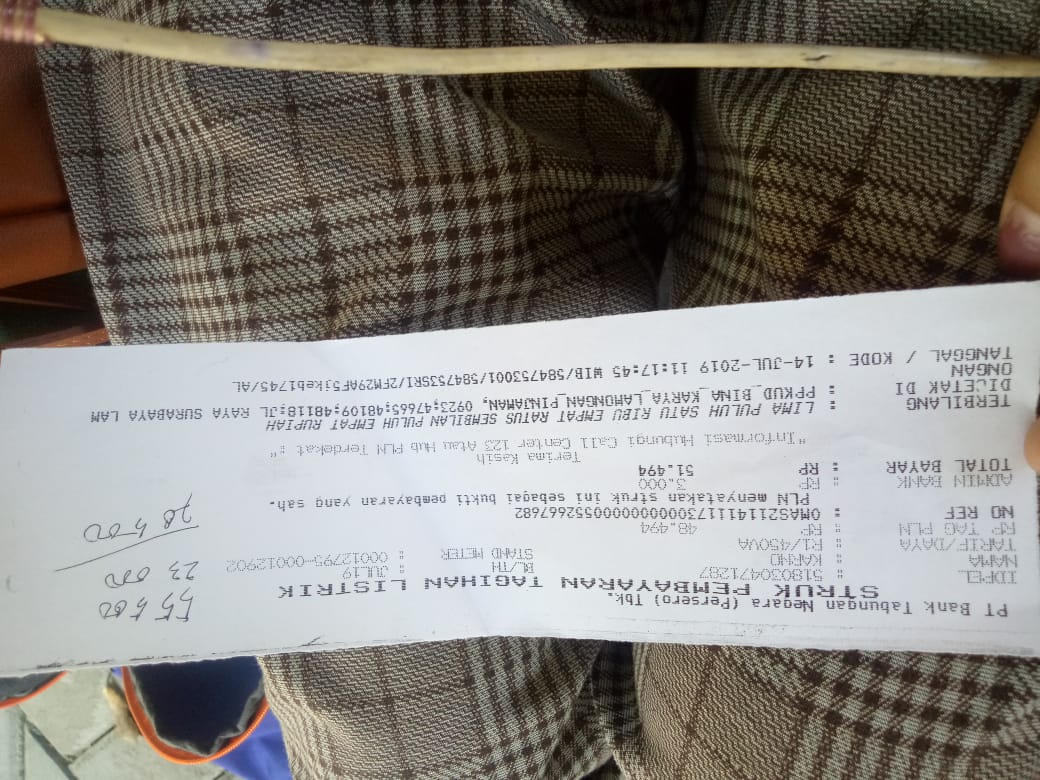 PT Bank Tabungan Negara (Persero) Tbk.
STRUK PEMBAYARAN TAGIHAN LISTRIK
IDPEL : 518030471287 BL/TH : JUL19
NAMA : STAND METER : 00012795-00012902
TARIF/DAYA : R1/450VA
RP TAG PLN : RP 48.494
NO REF :
PLN menyatakan struk ini sebagai bukti pembayaran yang sah.
ADMIN BANK : RP 3.000
TOTAL BAYAR : RP 51.494
Terima Kasih
"Informasi Hubungi Call Center 123 Atau Hub PLN Terdekat :"
TERBILANG : LIMA PULUH SATU RIBU EMPAT RATUS SEMBILAN PULUH EMPAT RUPIAH
DICETAK DI : PPKUD_BINA_KARYA_LAMONGAN_PINJAMAN, 0923;47665;48109;48118;JL RAYA SURABAYA LAM
ONGAN
TANGGAL / KODE : 14-JUL-2019 11:17:45 WIB/584753001/584753SRI/2FM29AF5jkeb1745/AL
55 500
23 000
78 500